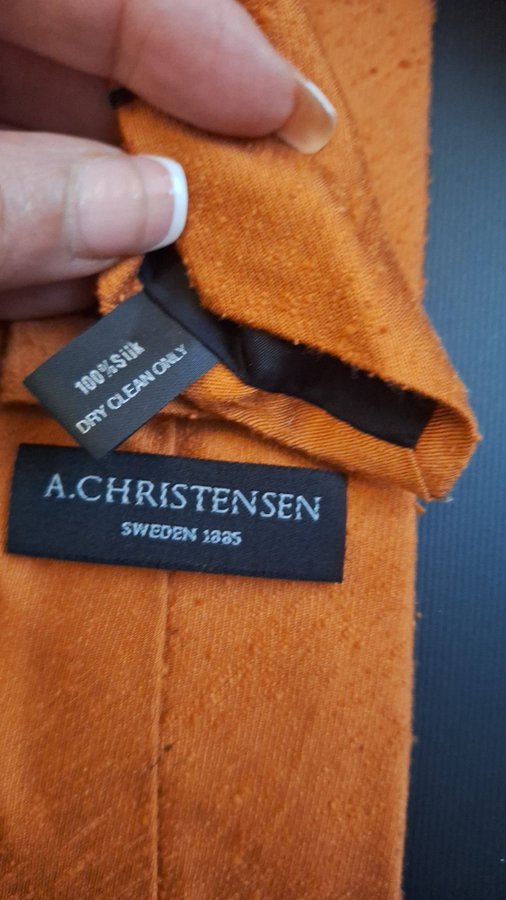 100% Silk
DRY CLEAN ONLY
A.CHRISTENSEN
SWEDEN 1885